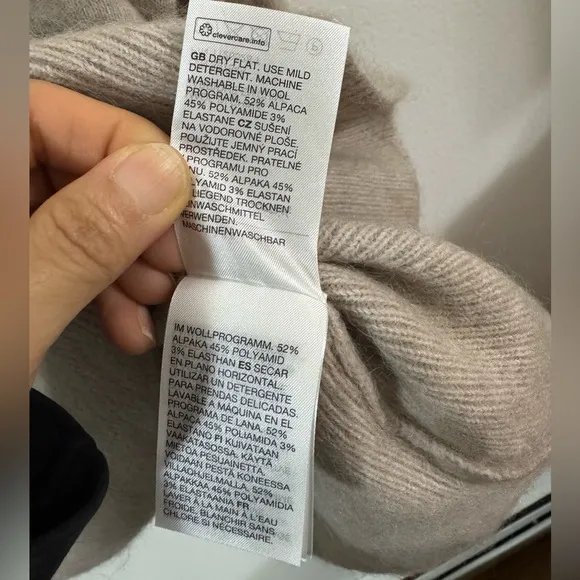 clevercare.info
GB DRY FLAT. USE MILD
DETERGENT. MACHINE
WASHABLE IN WOOL
PROGRAM. 52% ALPACA
45% POLYAMIDE 3%
ELASTANE CZ SUŠENÍ
NA VODOROVNÉ PLOŠE.
POUŽIJTE JEMNÝ PRACÍ
PROSTŘEDEK. PRATELNÉ
V PROGRAMU PRO
52% ALPAKA 45%
3% ELASTAN
LIEGEND TROCKNEN.
IM WOLLPROGRAMM. 52%
ALPAKA 45% POLYAMID
3% ELASTHAN ES SECAR
EN PLANO HORIZONTAL.
UTILIZAR UN DETERGENTE
PARA PRENDAS DELICADAS.
LAVABLE A MÁQUINA EN EL
PROGRAMA DE LANA. 52%
ALPACA 45% POLIAMIDA 3%
ELASTANO FI KUIVATAAN
VAAKATASOSSA. KÄYTÄ
MIETOA PESUAINETTA.
VOIDAAN PESTÄ KONEESSA
VILLAOHJELMALLA. 52%
ALPAKKAA 45% POLYAMIDIA
3% ELASTAANIA FR
LAVER À LA MAIN À L'EAU
FROIDE. BLANCHIR SANS
CHLORE SI NÉCESSAIRE.